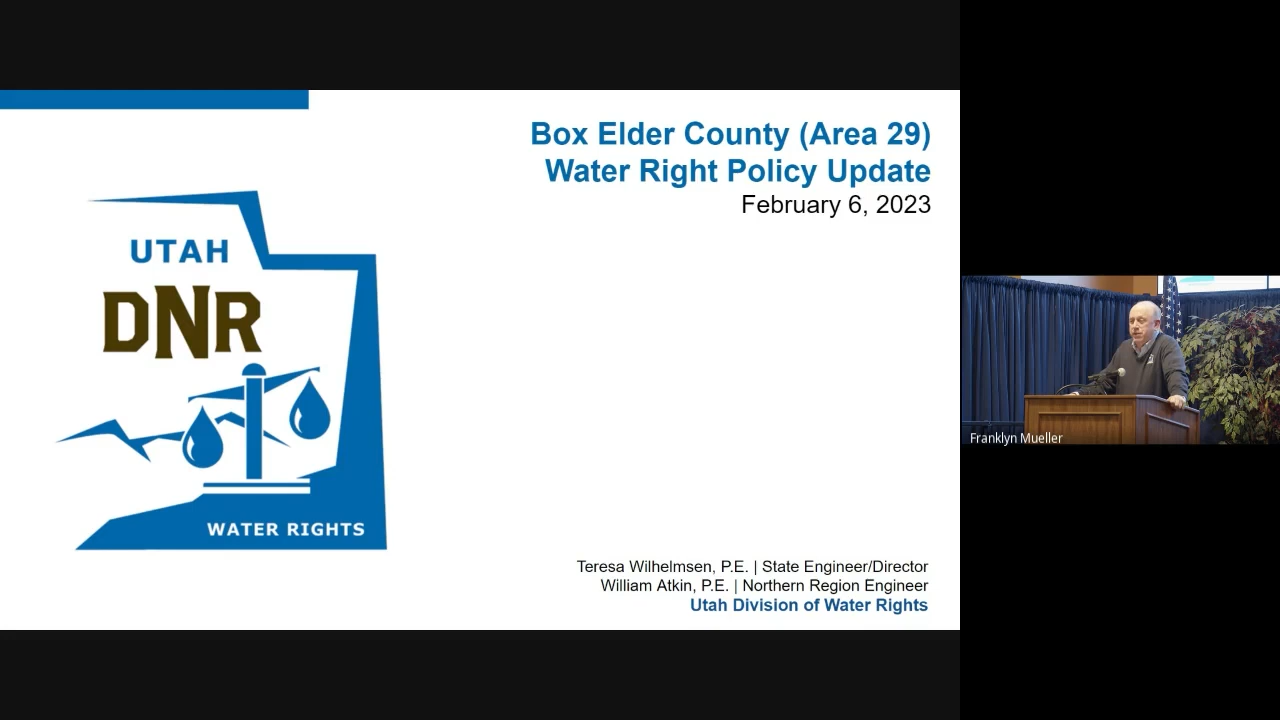 Box Elder County (Area 29)
Water Right Policy Update
February 6, 2023
UTAH
DNR
WATER RIGHTS
Teresa Wilhelmsen, P.E. | State Engineer/Director
William Atkin, P.E. | Northern Region Engineer
Utah Division of Water Rights
Franklyn Mueller